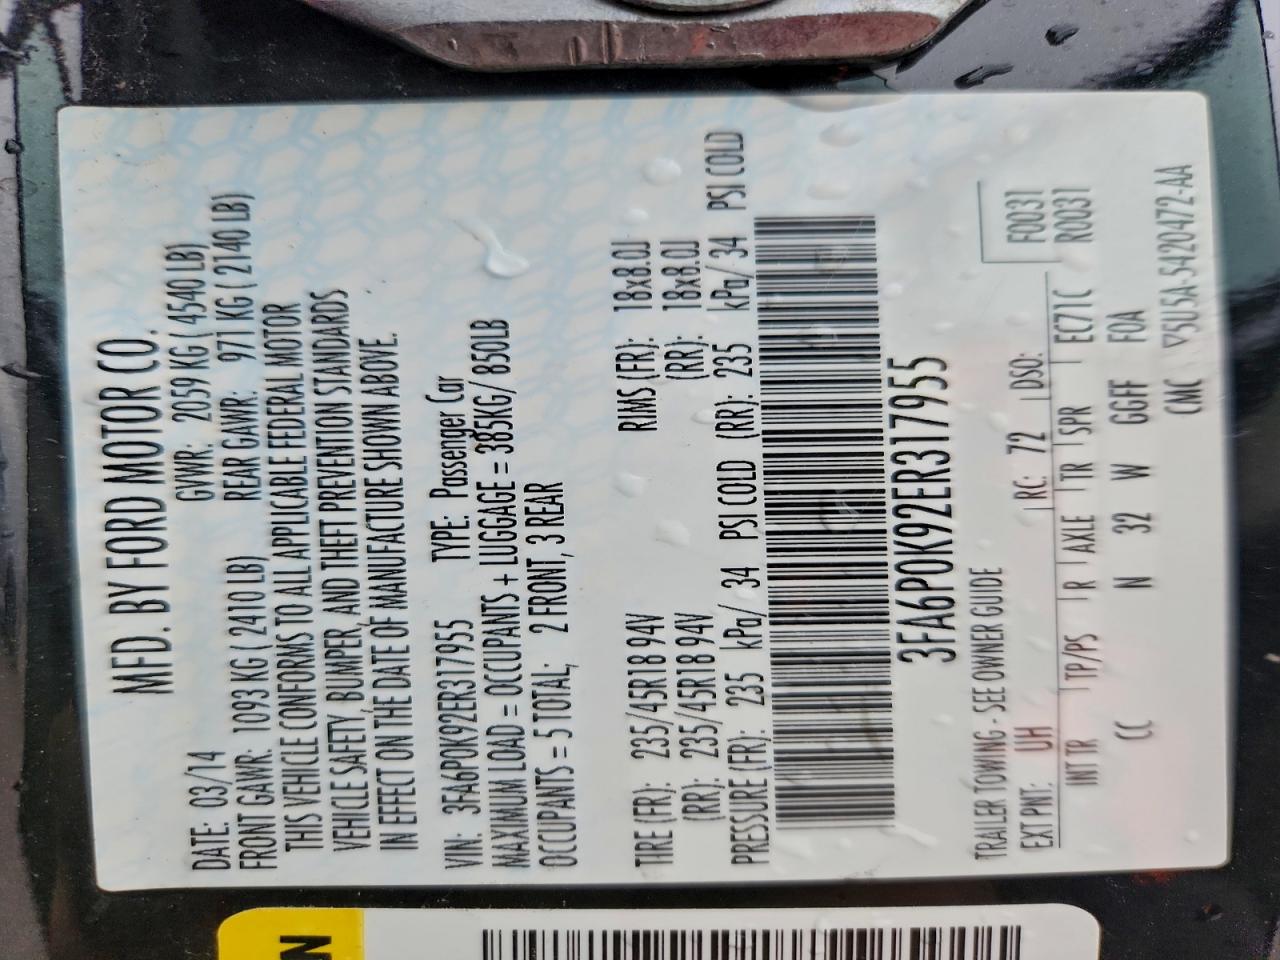 MFD. BY FORD MOTOR CO.
DATE: 03/14 GVWR: 2059 KG ( 4540 LB)
FRONT GAWR: 1093 KG ( 2410 LB) REAR GAWR: 971 KG ( 2140 LB)
THIS VEHICLE CONFORMS TO ALL APPLICABLE FEDERAL MOTOR
VEHICLE SAFETY, BUMPER, AND THEFT PREVENTION STANDARDS
IN EFFECT ON THE DATE OF MANUFACTURE SHOWN ABOVE.
VIN: 3FA6P0K92ER317955 TYPE: Passenger Car
MAXIMUM LOAD = OCCUPANTS + LUGGAGE = 385KG/ 850LB
OCCUPANTS = 5 TOTAL; 2 FRONT, 3 REAR
TIRE (FR): 235/45R18 94V RIMS (FR): 18x8.0J
(RR): 235/45R18 94V (RR): 18x8.0J
PRESSURE (FR): 235 kPa/ 34 PSI COLD (RR): 235 kPa/ 34 PSI COLD
3FA6P0K92ER317955
TRAILER TOWING - SEE OWNER GUIDE F0031
EXT PNT: UH RC: 72 DSO: R0031
INT TR TP/PS R AXLE TR SPR EC71C
CC N 32 W GGFF F0A
CMC V5U5A-5420472-AA